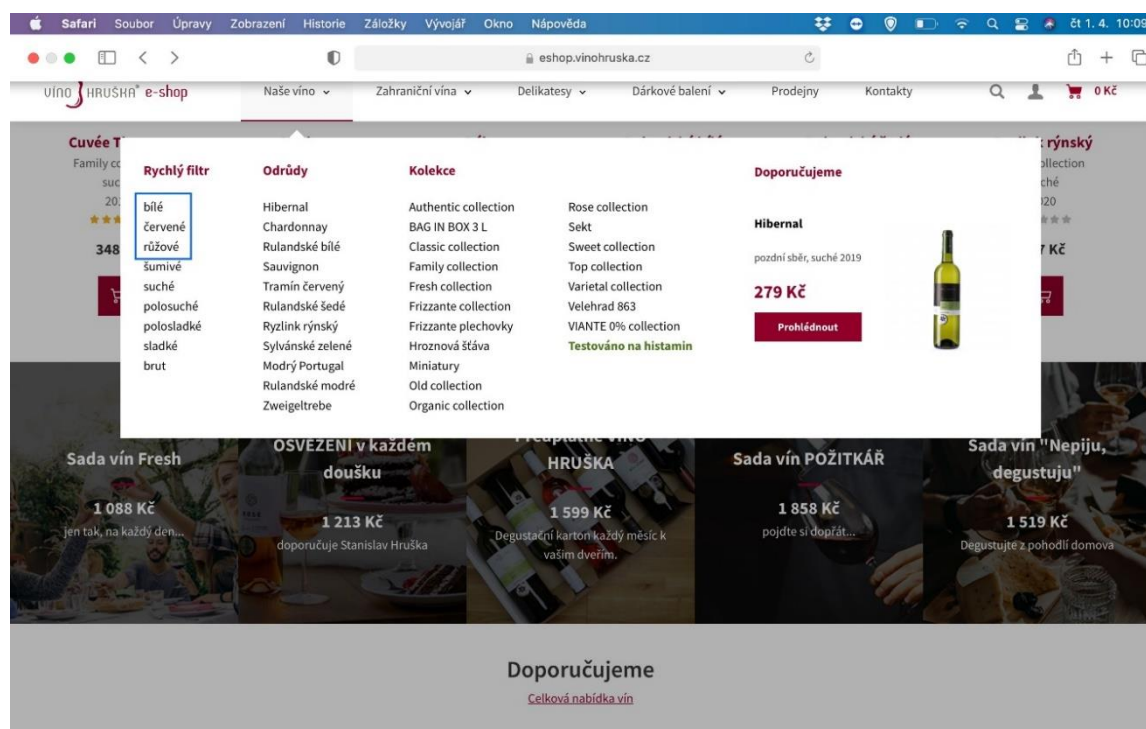 Safari Soubor Úpravy Zobrazení Historie Záložky Vývojář Okno Nápověda čt 1. 4. 10:09
eshop.vinohruska.cz
VÍNO HRUŠKA® e-shop Naše víno Zahraniční vína Delikatesy Dárkové balení Prodejny Kontakty 0 Kč
Cuvée
rýnský
Family
348
Kč
Rychlý filtr
bílé
červené
růžové
šumivé
suché
polosuché
polosladké
sladké
brut
Odrůdy
Hibernal
Chardonnay
Rulandské bílé
Sauvignon
Tramín červený
Rulandské šedé
Ryzlink rýnský
Sylvánské zelené
Modrý Portugal
Rulandské modré
Zweigeltrebe
Kolekce
Authentic collection
BAG IN BOX 3 L
Classic collection
Family collection
Fresh collection
Frizzante collection
Frizzante plechovky
Hroznová šťáva
Miniatury
Old collection
Organic collection
Rose collection
Sekt
Sweet collection
Top collection
Varietal collection
Velehrad 863
VIANTE 0% collection
Testováno na histamin
Doporučujeme
Hibernal
pozdní sběr, suché 2019
279 Kč
Prohlédnout
Sada vín Fresh
1 088 Kč
jen tak, na každý den...
OSVĚŽENÍ v každém
doušku
1 213 Kč
doporučuje Stanislav Hruška
Předplatné VÍNO
HRUŠKA
1 599 Kč
Degustační karton každý měsíc k
vašim dveřím.
Sada vín POŽITKÁŘ
1 858 Kč
pojďte si dopřát...
Sada vín "Nepiju,
degustuju"
1 519 Kč
Degustujte z pohodlí domova
Doporučujeme
Celková nabídka vín